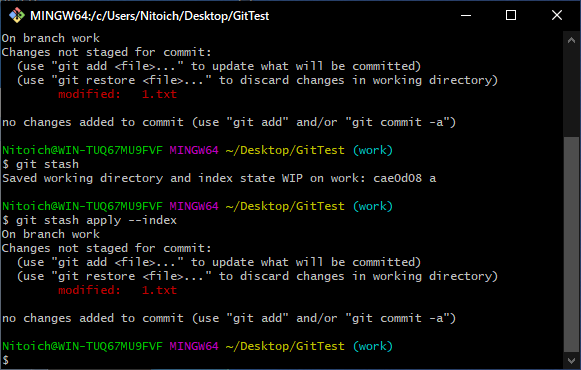 MINGW64:/c/Users/Nitoich/Desktop/GitTest
On branch work
Changes not staged for commit:
  (use "git add <file>..." to update what will be committed)
  (use "git restore <file>..." to discard changes in working directory)
        modified:   1.txt

no changes added to commit (use "git add" and/or "git commit -a")

Nitoich@WIN-TUQ67MU9FVF MINGW64 ~/Desktop/GitTest (work)
$ git stash
Saved working directory and index state WIP on work: cae0d08 a

Nitoich@WIN-TUQ67MU9FVF MINGW64 ~/Desktop/GitTest (work)
$ git stash apply --index
On branch work
Changes not staged for commit:
  (use "git add <file>..." to update what will be committed)
  (use "git restore <file>..." to discard changes in working directory)
        modified:   1.txt

no changes added to commit (use "git add" and/or "git commit -a")

Nitoich@WIN-TUQ67MU9FVF MINGW64 ~/Desktop/GitTest (work)
$